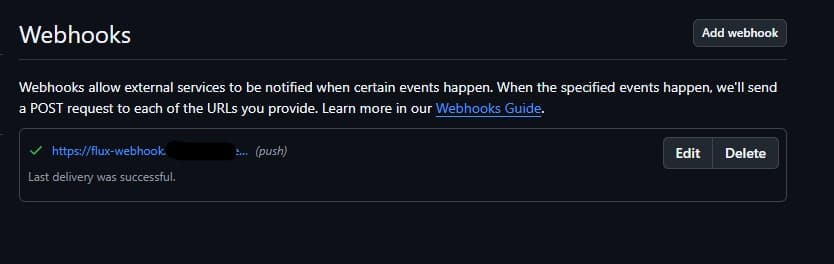 Webhooks
Add webhook
Webhooks allow external services to be notified when certain events happen. When the specified events happen, we'll send
a POST request to each of the URLs you provide. Learn more in our Webhooks Guide.
https://flux-webhook. e... (push)
Edit
Delete
Last delivery was successful.